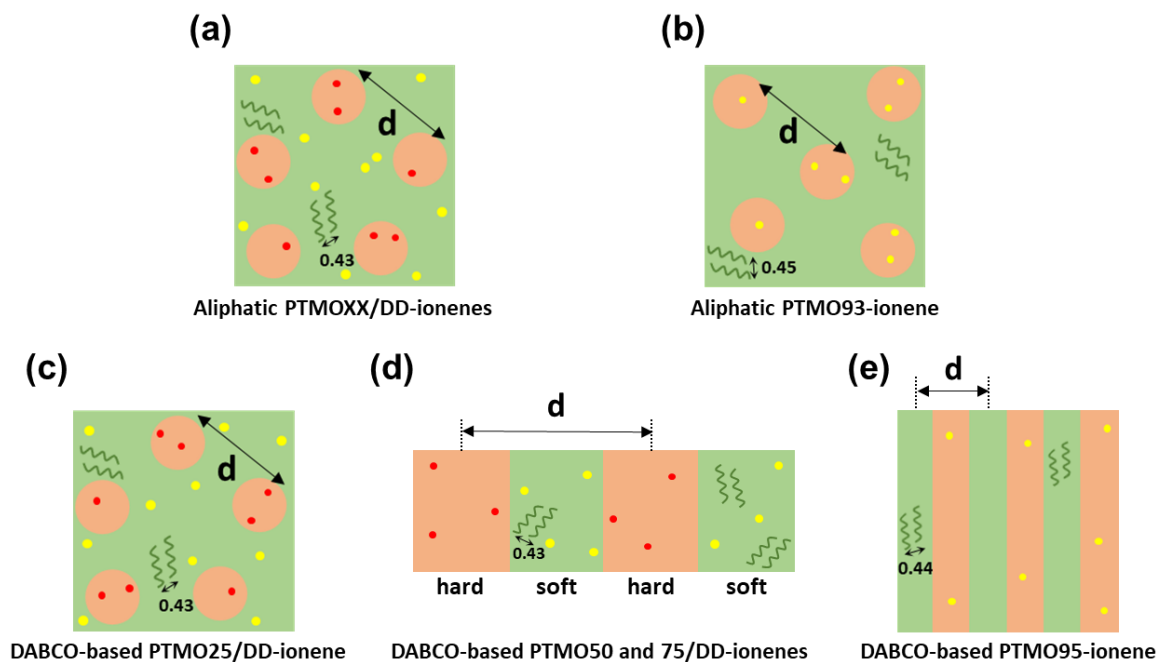 (a)
(b)
d
d
0.43
0.45
Aliphatic PTMOXX/DD-ionenes
Aliphatic PTMO93-ionene
(c)
(d)
(e)
d
d
d
0.43
0.43
0.44
hard soft hard soft
DABCO-based PTMO25/DD-ionene
DABCO-based PTMO50 and 75/DD-ionenes
DABCO-based PTMO95-ionene